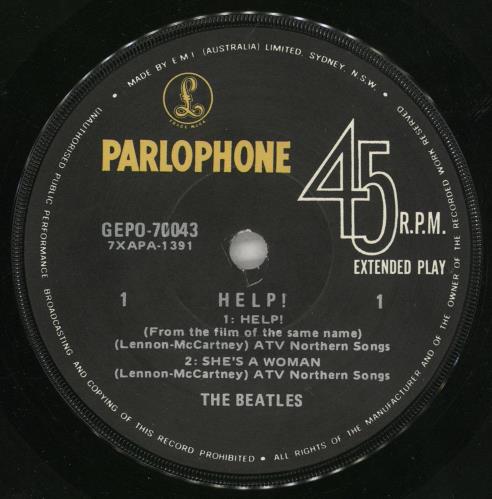 MADE BY E M I (AUSTRALIA) LIMITED, SYDNEY, N.S.W. •
£
TRADE MARK
PARLOPHONE
45
R.P.M.
EXTENDED PLAY
GEPO-70043
7XAPA-1391
1 HELP! 1
1: HELP!
(From the film of the same name)
(Lennon-McCartney) ATV Northern Songs
2: SHE'S A WOMAN
(Lennon-McCartney) ATV Northern Songs
THE BEATLES
UNAUTHORISED PUBLIC PERFORMANCE BROADCASTING AND COPYING OF THIS RECORD PROHIBITED • ALL RIGHTS OF THE MANUFACTURER AND OF THE OWNER OF THE RECORDED WORK RESERVED